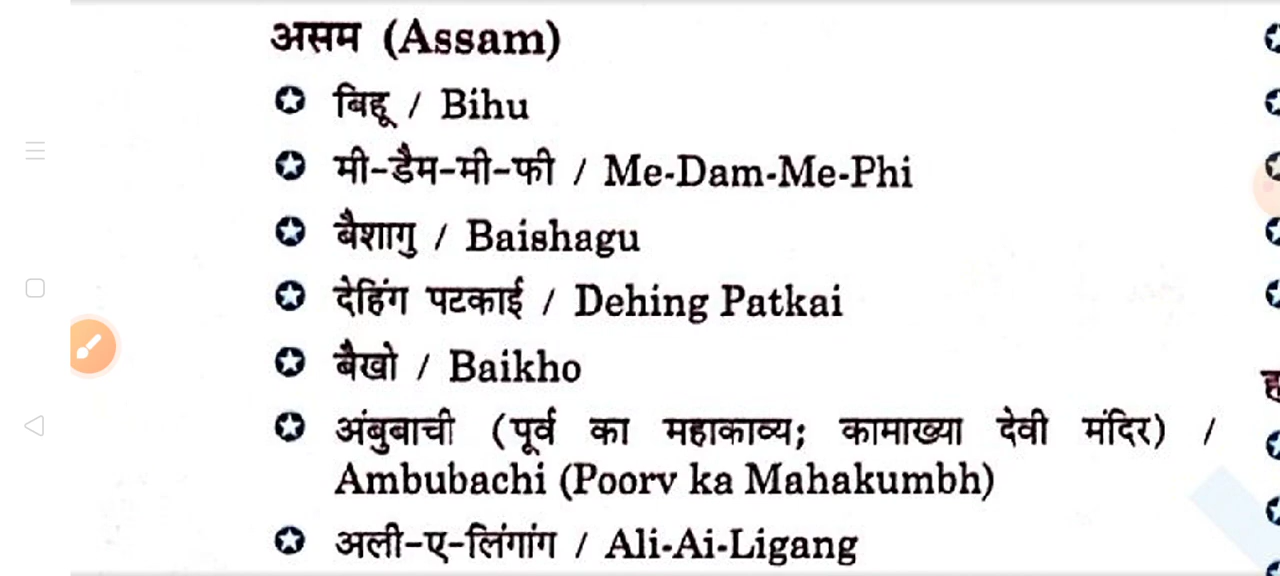 असम (Assam)
✪ बिहू / Bihu
✪ मी-डैम-मी-फी / Me-Dam-Me-Phi
✪ बैशागु / Baishagu
✪ देहिंग पटकाई / Dehing Patkai
✪ बैखो / Baikho
✪ अंबुबाची (पूर्व का महाकाव्य; कामाख्या देवी मंदिर) /
Ambubachi (Poorv ka Mahakumbh)
✪ अली-ए-लिंगांग / Ali-Ai-Ligang